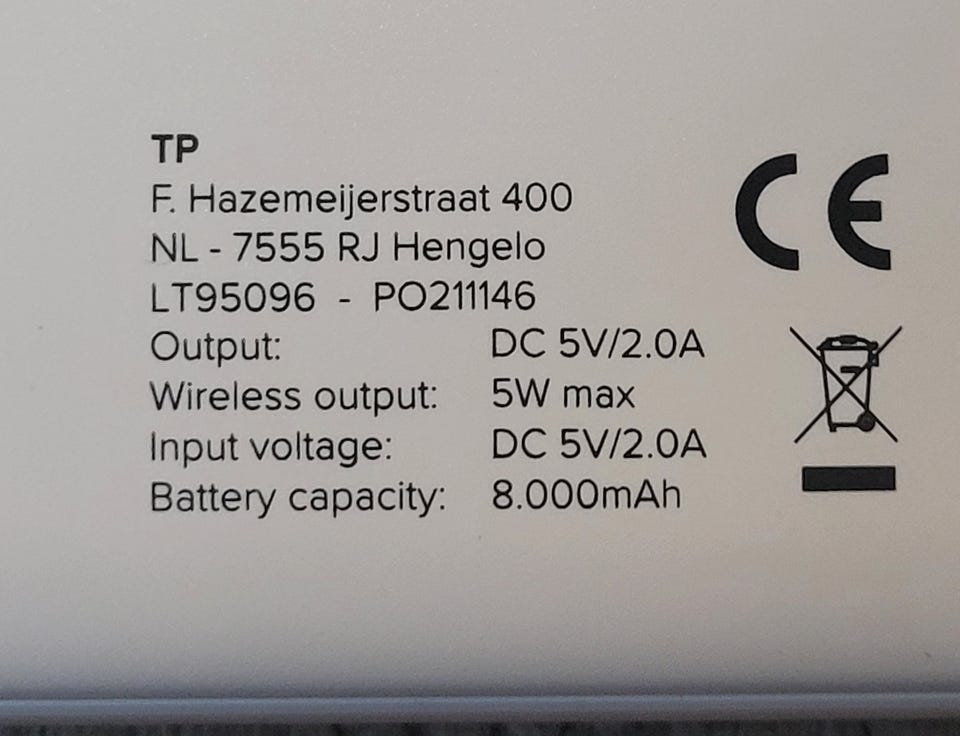 TP
F. Hazemeijerstraat 400
NL - 7555 RJ Hengelo
LT95096 - PO211146
Output: DC 5V/2.0A
Wireless output: 5W max
Input voltage: DC 5V/2.0A
Battery capacity: 8.000mAh
CE